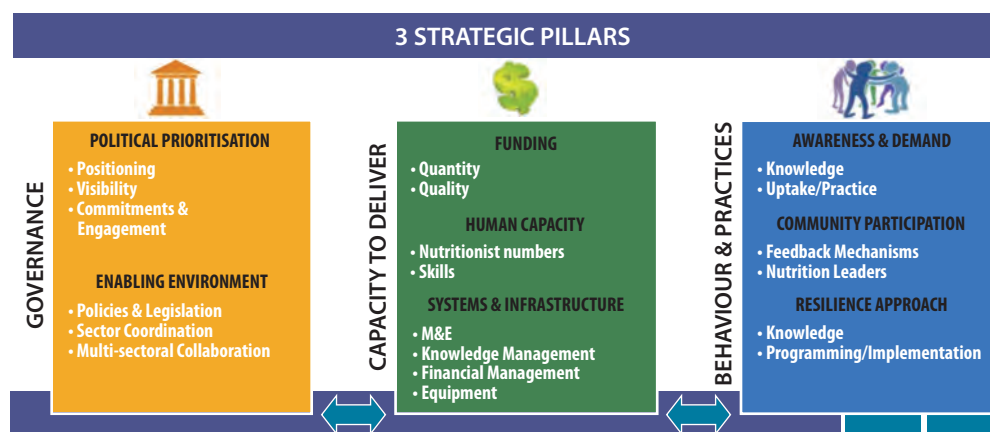 3 STRATEGIC PILLARS
GOVERNANCE
POLITICAL PRIORITISATION
• Positioning
• Visibility
• Commitments &
Engagement
ENABLING ENVIRONMENT
• Policies & Legislation
• Sector Coordination
• Multi-sectoral Collaboration
CAPACITY TO DELIVER
FUNDING
• Quantity
• Quality
HUMAN CAPACITY
• Nutritionist numbers
• Skills
SYSTEMS & INFRASTRUCTURE
• M&E
• Knowledge Management
• Financial Management
• Equipment
BEHAVIOUR & PRACTICES
AWARENESS & DEMAND
• Knowledge
• Uptake/Practice
COMMUNITY PARTICIPATION
• Feedback Mechanisms
• Nutrition Leaders
RESILIENCE APPROACH
• Knowledge
• Programming/Implementation